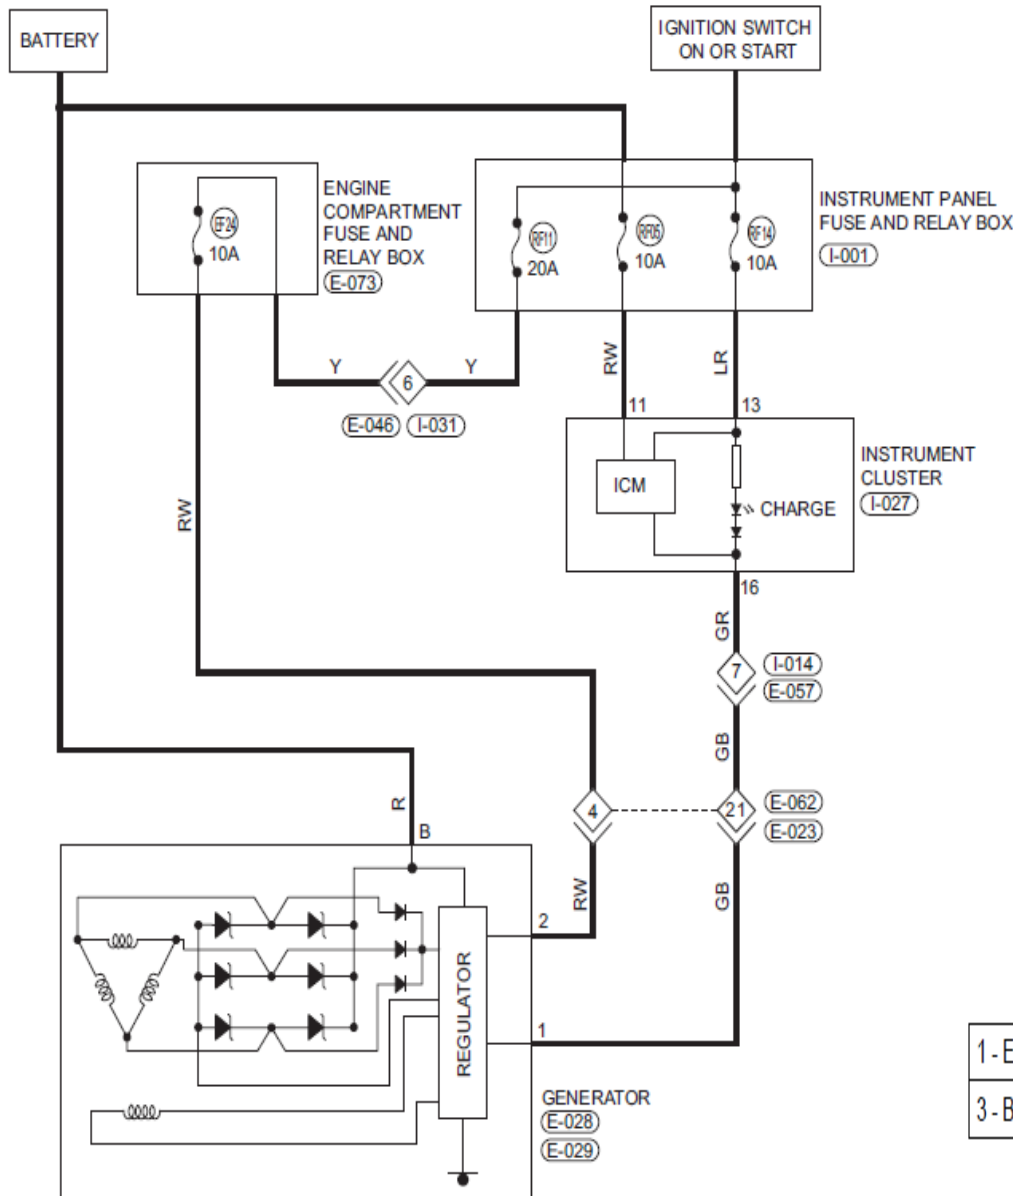 BATTERY
IGNITION SWITCH
ON OR START
EF24
10A
ENGINE
COMPARTMENT
FUSE AND
RELAY BOX
E-073
RF11
20A
RF05
10A
RF14
10A
INSTRUMENT PANEL
FUSE AND RELAY BOX
I-001
Y
6
Y
E-046
I-031
RW
LR
11
13
ICM
CHARGE
INSTRUMENT
CLUSTER
I-027
RW
16
GR
7
I-014
E-057
GB
4
21
E-062
E-023
R
B
RW
GB
2
1
REGULATOR
GENERATOR
E-028
E-029
1 - E
3 - B